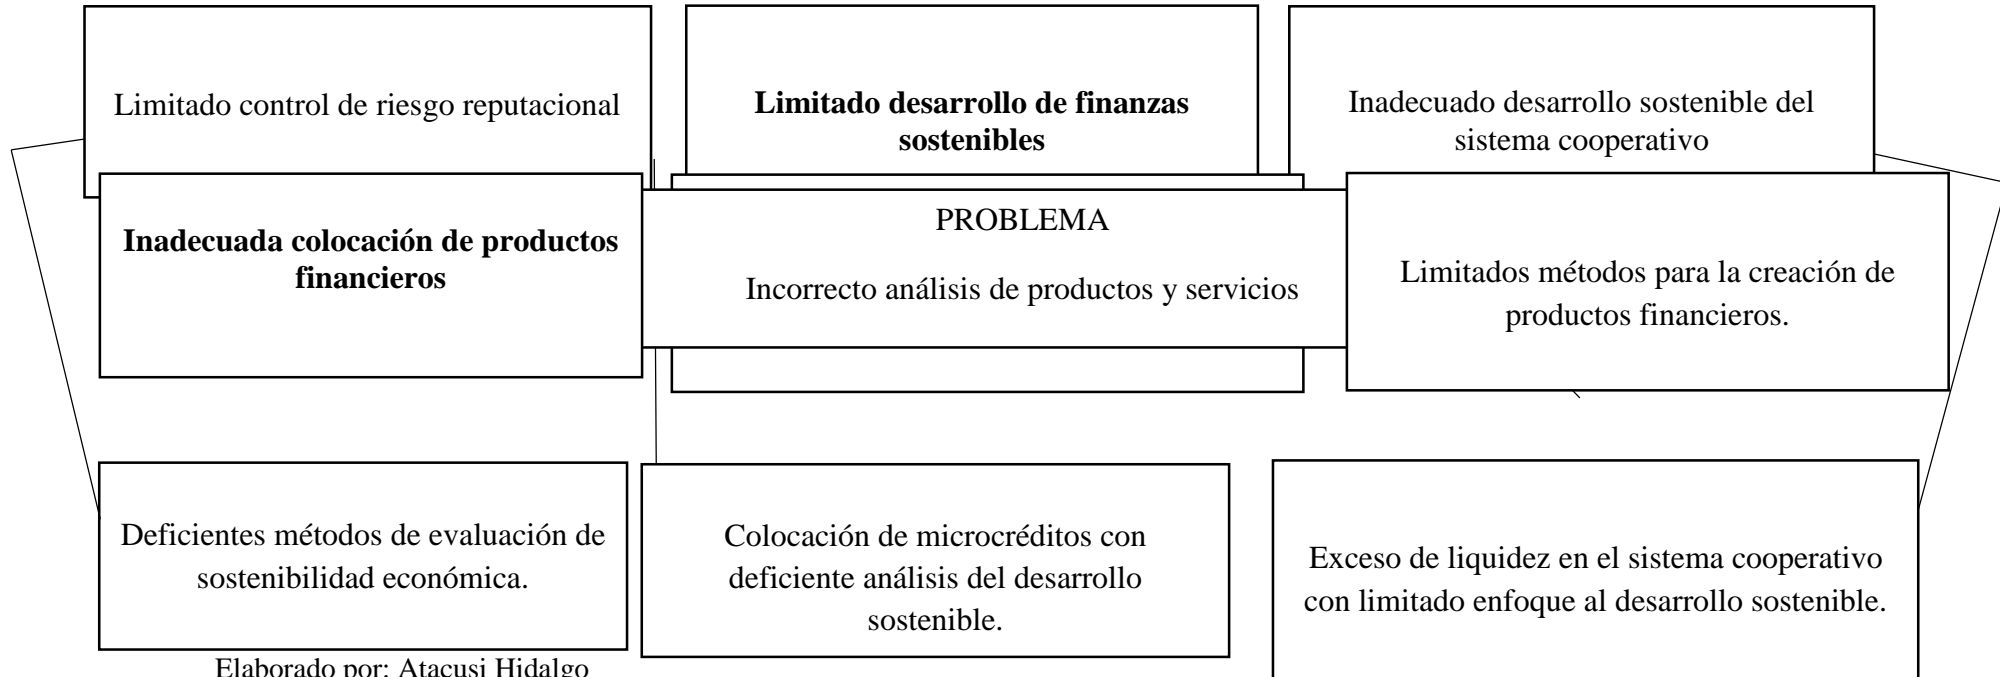 Limitado control de riesgo reputacional
Limitado desarrollo de finanzas
sostenibles
Inadecuado desarrollo sostenible del
sistema cooperativo
Inadecuada colocación de productos
financieros
PROBLEMA
Incorrecto análisis de productos y servicios
Limitados métodos para la creación de
productos financieros.
Deficientes métodos de evaluación de
sostenibilidad económica.
Colocación de microcréditos con
deficiente análisis del desarrollo
sostenible.
Exceso de liquidez en el sistema cooperativo
con limitado enfoque al desarrollo sostenible.
Elaborado por: Atacusi Hidalgo